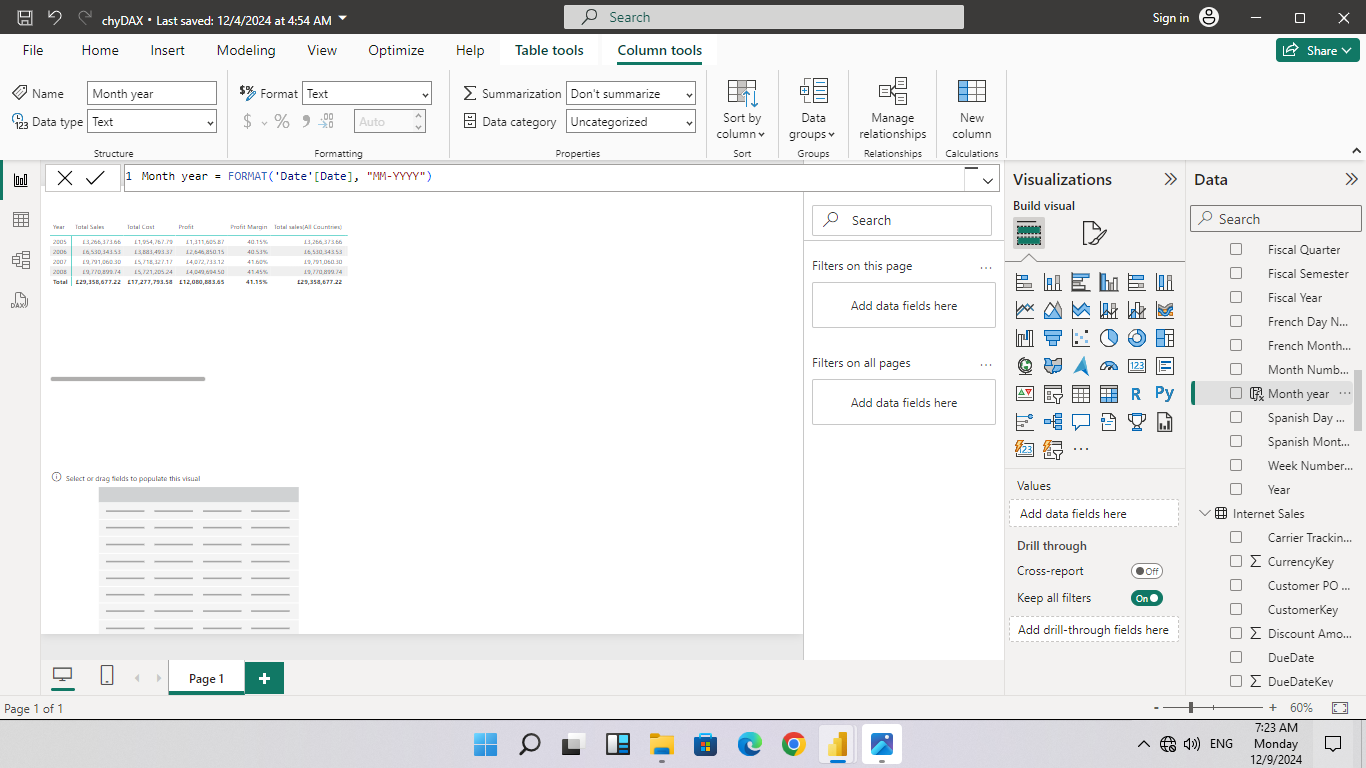 chyDAX • Last saved: 12/4/2024 at 4:54 AM
Search
Sign in
File Home Insert Modeling View Optimize Help Table tools Column tools
Share
Name Month year
Data type Text
Structure
Format Text
$ % Auto
Formatting
Summarization Don't summarize
Data category Uncategorized
Properties
Sort by column
Sort
Data groups
Groups
Manage relationships
Relationships
New column
Calculations
1 Month year = FORMAT('Date'[Date], "MM-YYYY")
Year Total Sales Total Cost Profit Profit Margin Total sales(All Countries)
2005 £3,266,373.66 £1,954,767.79 £1,311,605.87 40.15% £3,266,373.66
2006 £6,530,343.53 £3,883,493.37 £2,646,850.15 40.53% £6,530,343.53
2007 £9,791,060.30 £5,718,327.17 £4,072,733.12 41.60% £9,791,060.30
2008 £9,770,899.74 £5,721,205.24 £4,049,694.50 41.45% £9,770,899.74
Total £29,358,677.22 £17,277,793.58 £12,080,883.65 41.15% £29,358,677.22
Select or drag fields to populate this visual
Search
Filters on this page ...
Add data fields here
Filters on all pages ...
Add data fields here
Visualizations
Build visual
123
R
Py
123
...
Values
Add data fields here
Drill through
Cross-report Off
Keep all filters On
Add drill-through fields here
Data
Search
Fiscal Quarter
Fiscal Semester
Fiscal Year
French Day N...
French Month...
Month Numb...
Month year ...
Spanish Day ...
Spanish Mont...
Week Number...
Year
Internet Sales
Carrier Trackin...
CurrencyKey
Customer PO ...
CustomerKey
Discount Amo...
DueDate
DueDateKey
Page 1
+
Page 1 of 1
- + 60%
ENG
7:23 AM
Monday
12/9/2024